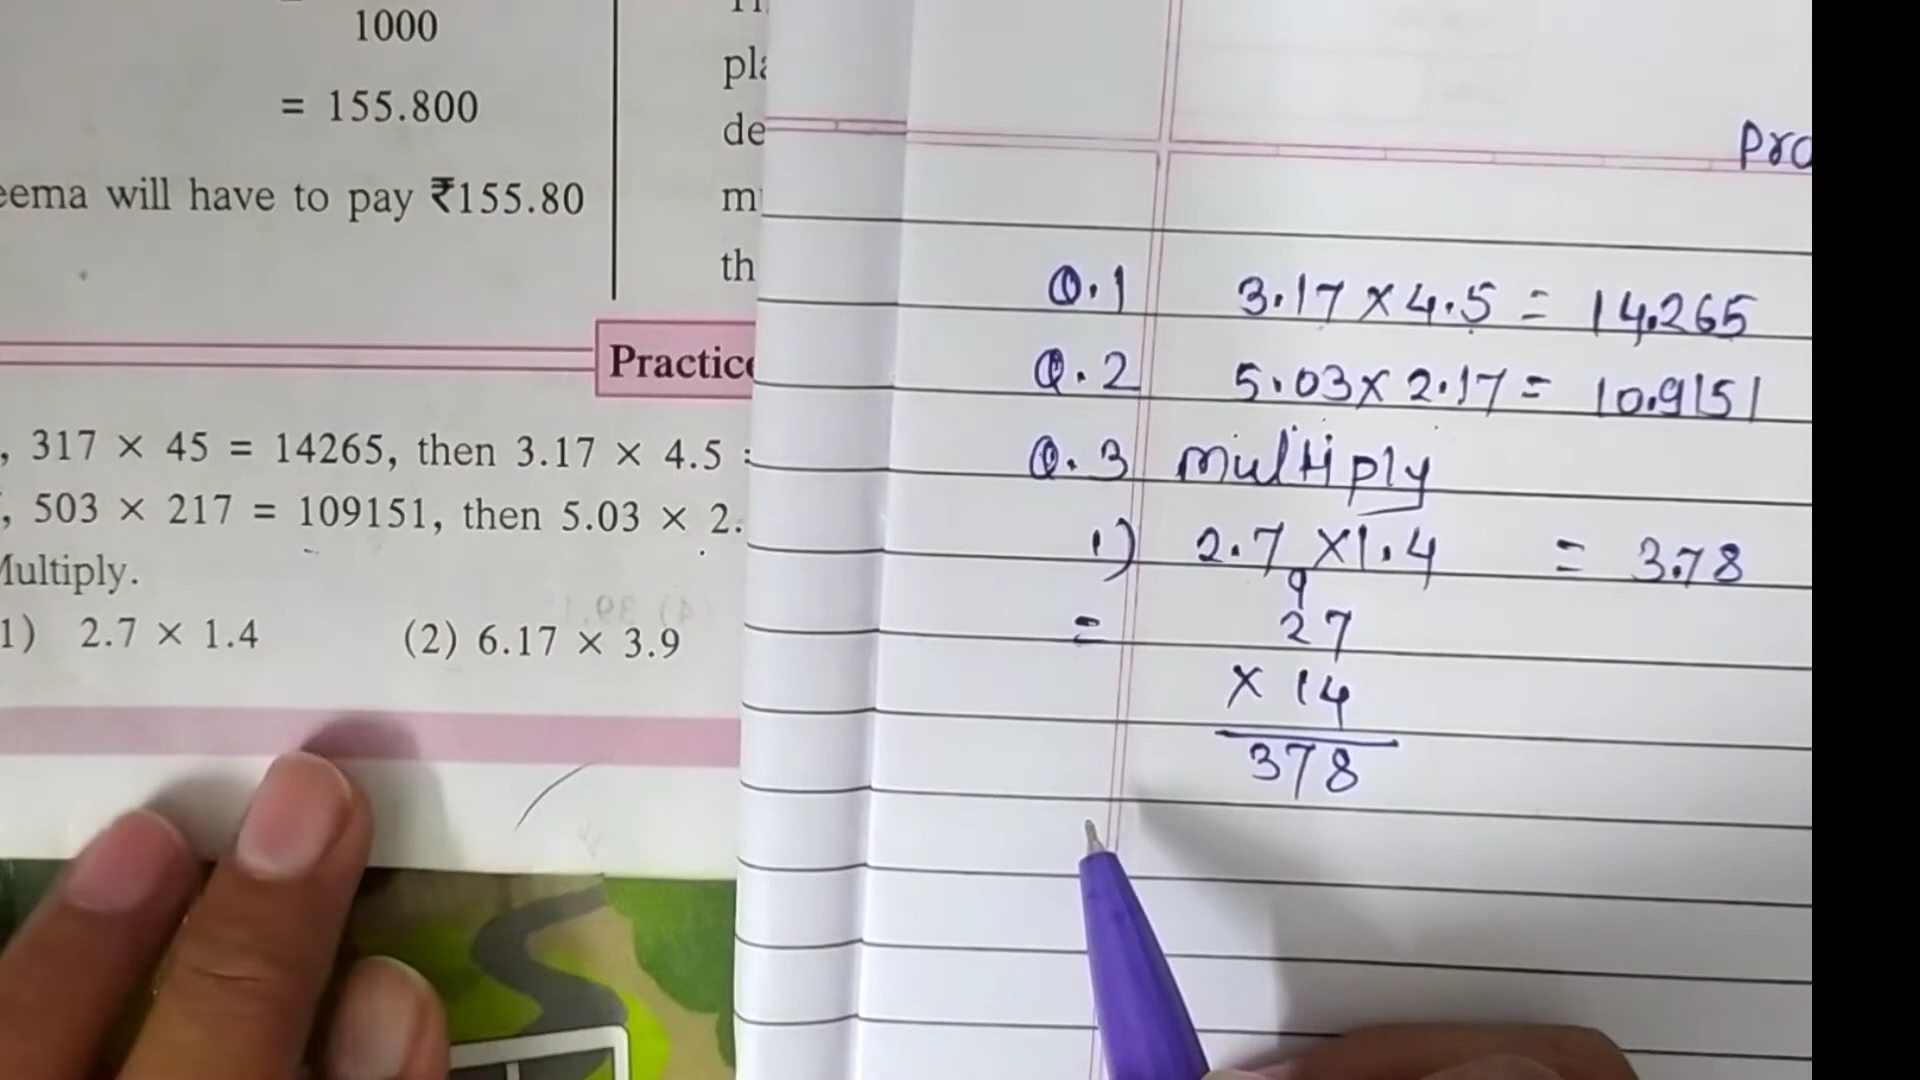 1000
= 155.800
eema will have to pay ₹155.80
pla
de
m
th
Practice
, 317 × 45 = 14265, then 3.17 × 4.5 =
, 503 × 217 = 109151, then 5.03 × 2.
Multiply.
1) 2.7 × 1.4 (2) 6.17 × 3.9
Pro
Q.1 3.17 × 4.5 = 14.265
Q.2 5.03 × 2.17 = 10.9151
Q.3 multiply
1) 2.7 × 1.4 = 3.78
9
= 27
× 14
378